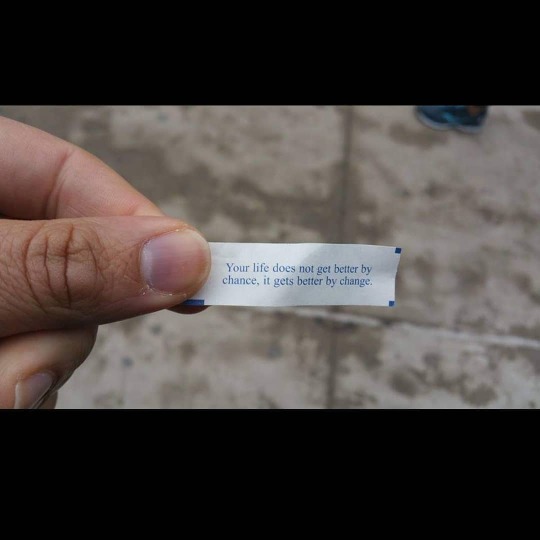 Your life does not get better by
chance, it gets better by change.